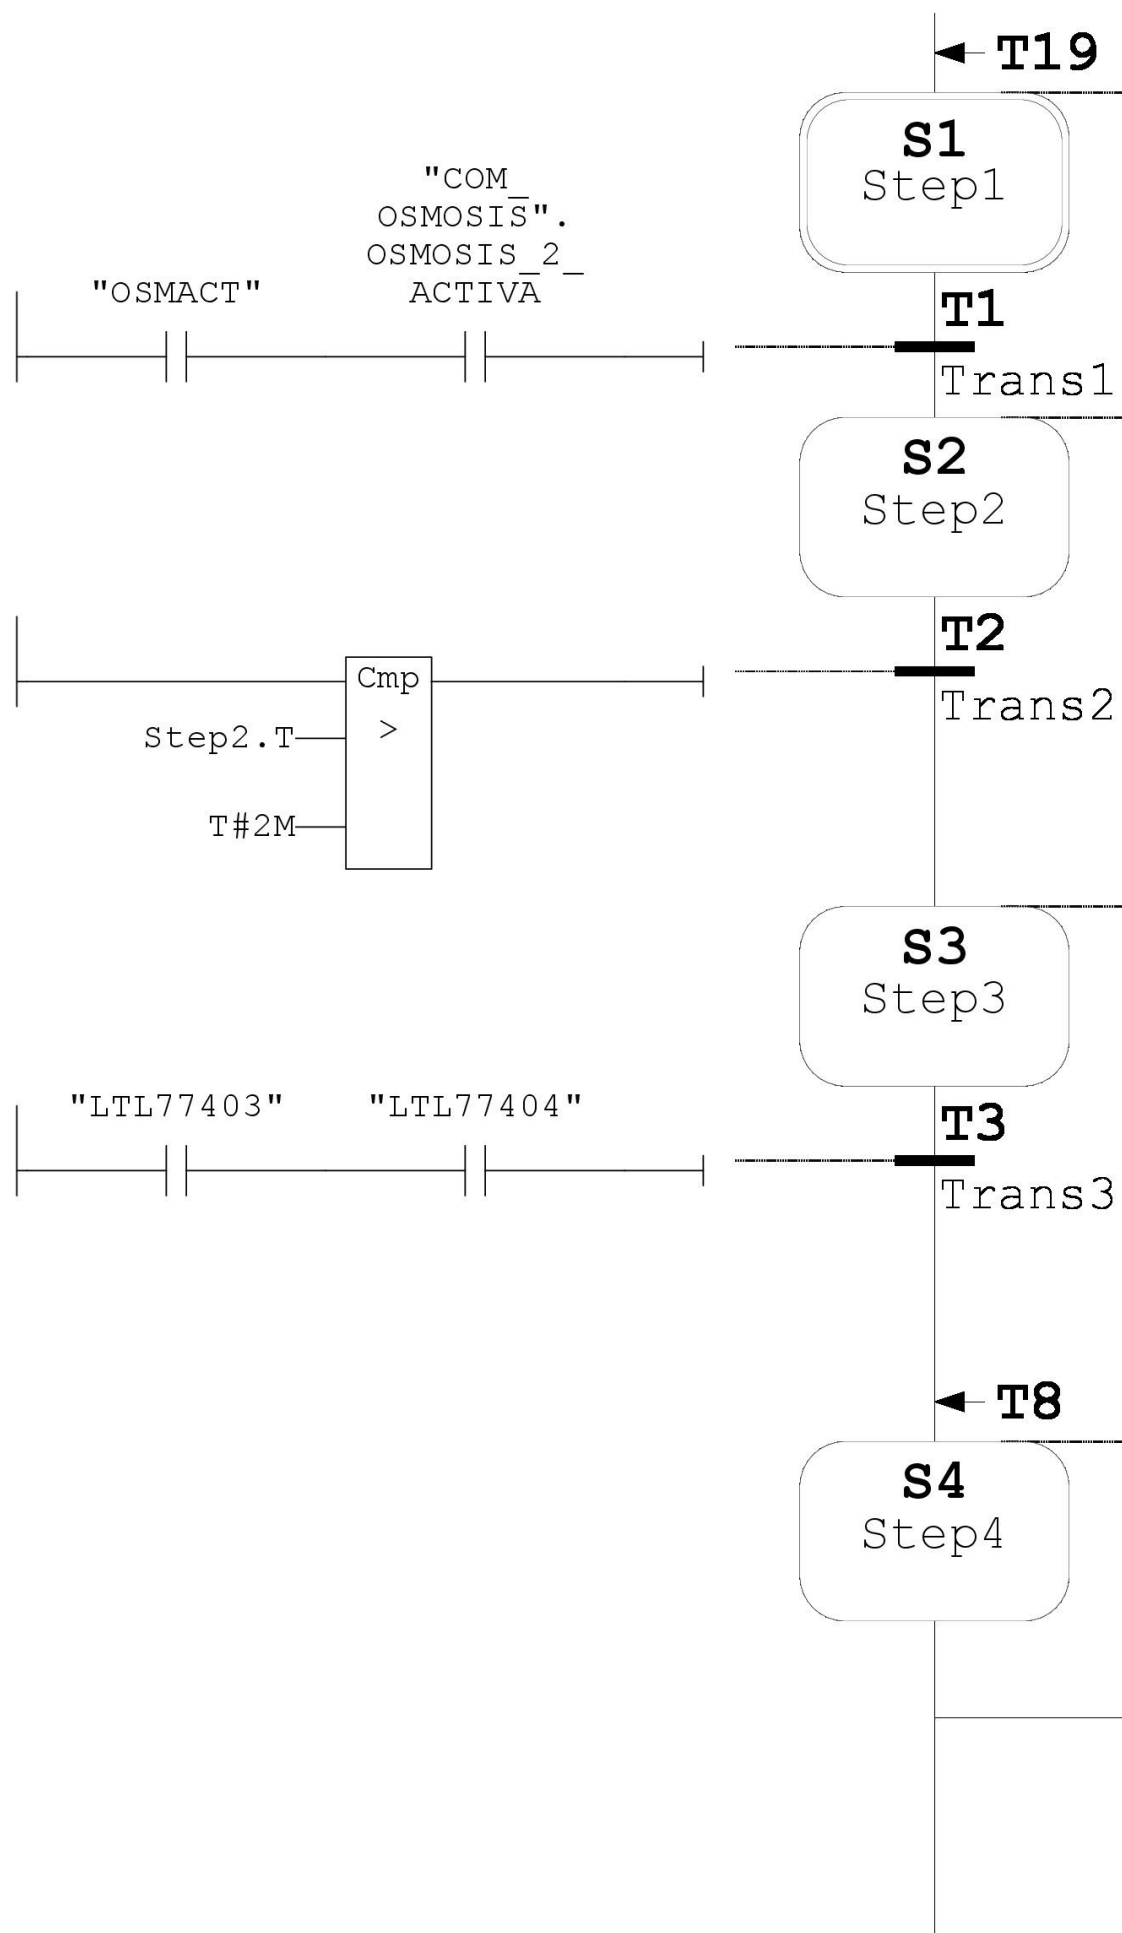 T19
S1
Step1
"COM_
OSMOSIS".
OSMOSIS_2_
ACTIVA
"OSMACT"
T1
Trans1
S2
Step2
T2
Trans2
Cmp
>
Step2.T
T#2M
S3
Step3
"LTL77403" "LTL77404"
T3
Trans3
T8
S4
Step4